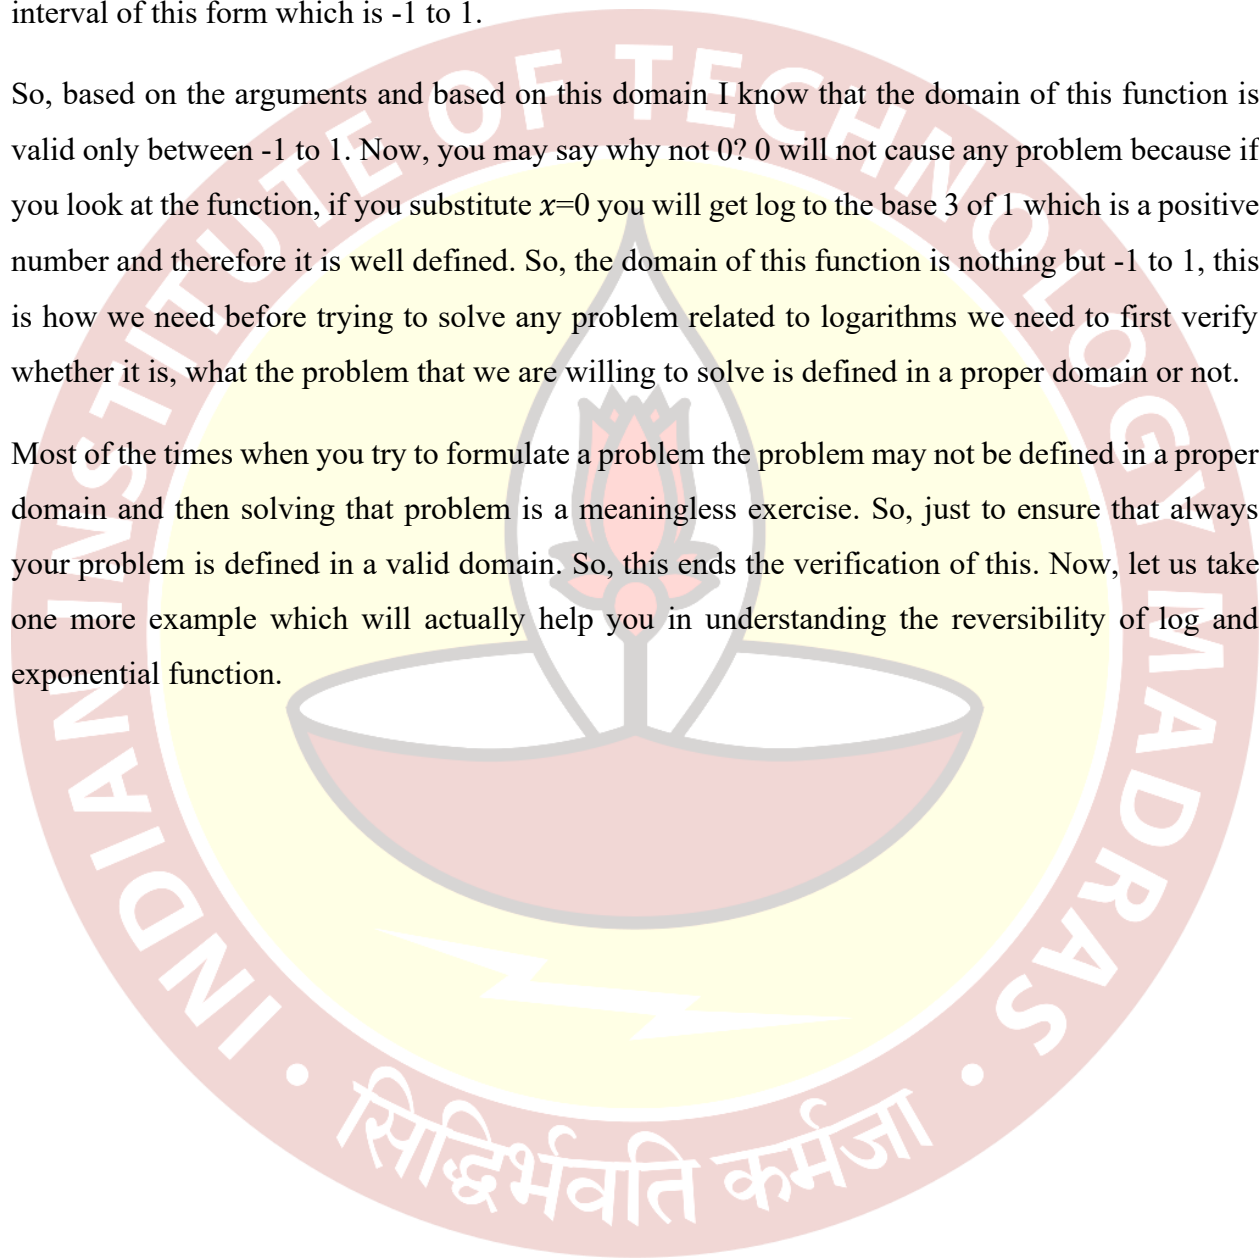 interval of this form which is -1 to 1.
So, based on the arguments and based on this domain I know that the domain of this function is
valid only between -1 to 1. Now, you may say why not 0? 0 will not cause any problem because if
you look at the function, if you substitute x=0 you will get log to the base 3 of 1 which is a positive
number and therefore it is well defined. So, the domain of this function is nothing but -1 to 1, this
is how we need before trying to solve any problem related to logarithms we need to first verify
whether it is, what the problem that we are willing to solve is defined in a proper domain or not.
Most of the times when you try to formulate a problem the problem may not be defined in a proper
domain and then solving that problem is a meaningless exercise. So, just to ensure that always
your problem is defined in a valid domain. So, this ends the verification of this. Now, let us take
one more example which will actually help you in understanding the reversibility of log and
exponential function.
INDIAN INSTITUTE OF TECHNOLOGY MADRAS
सिद्धिर्भवति कर्मजा